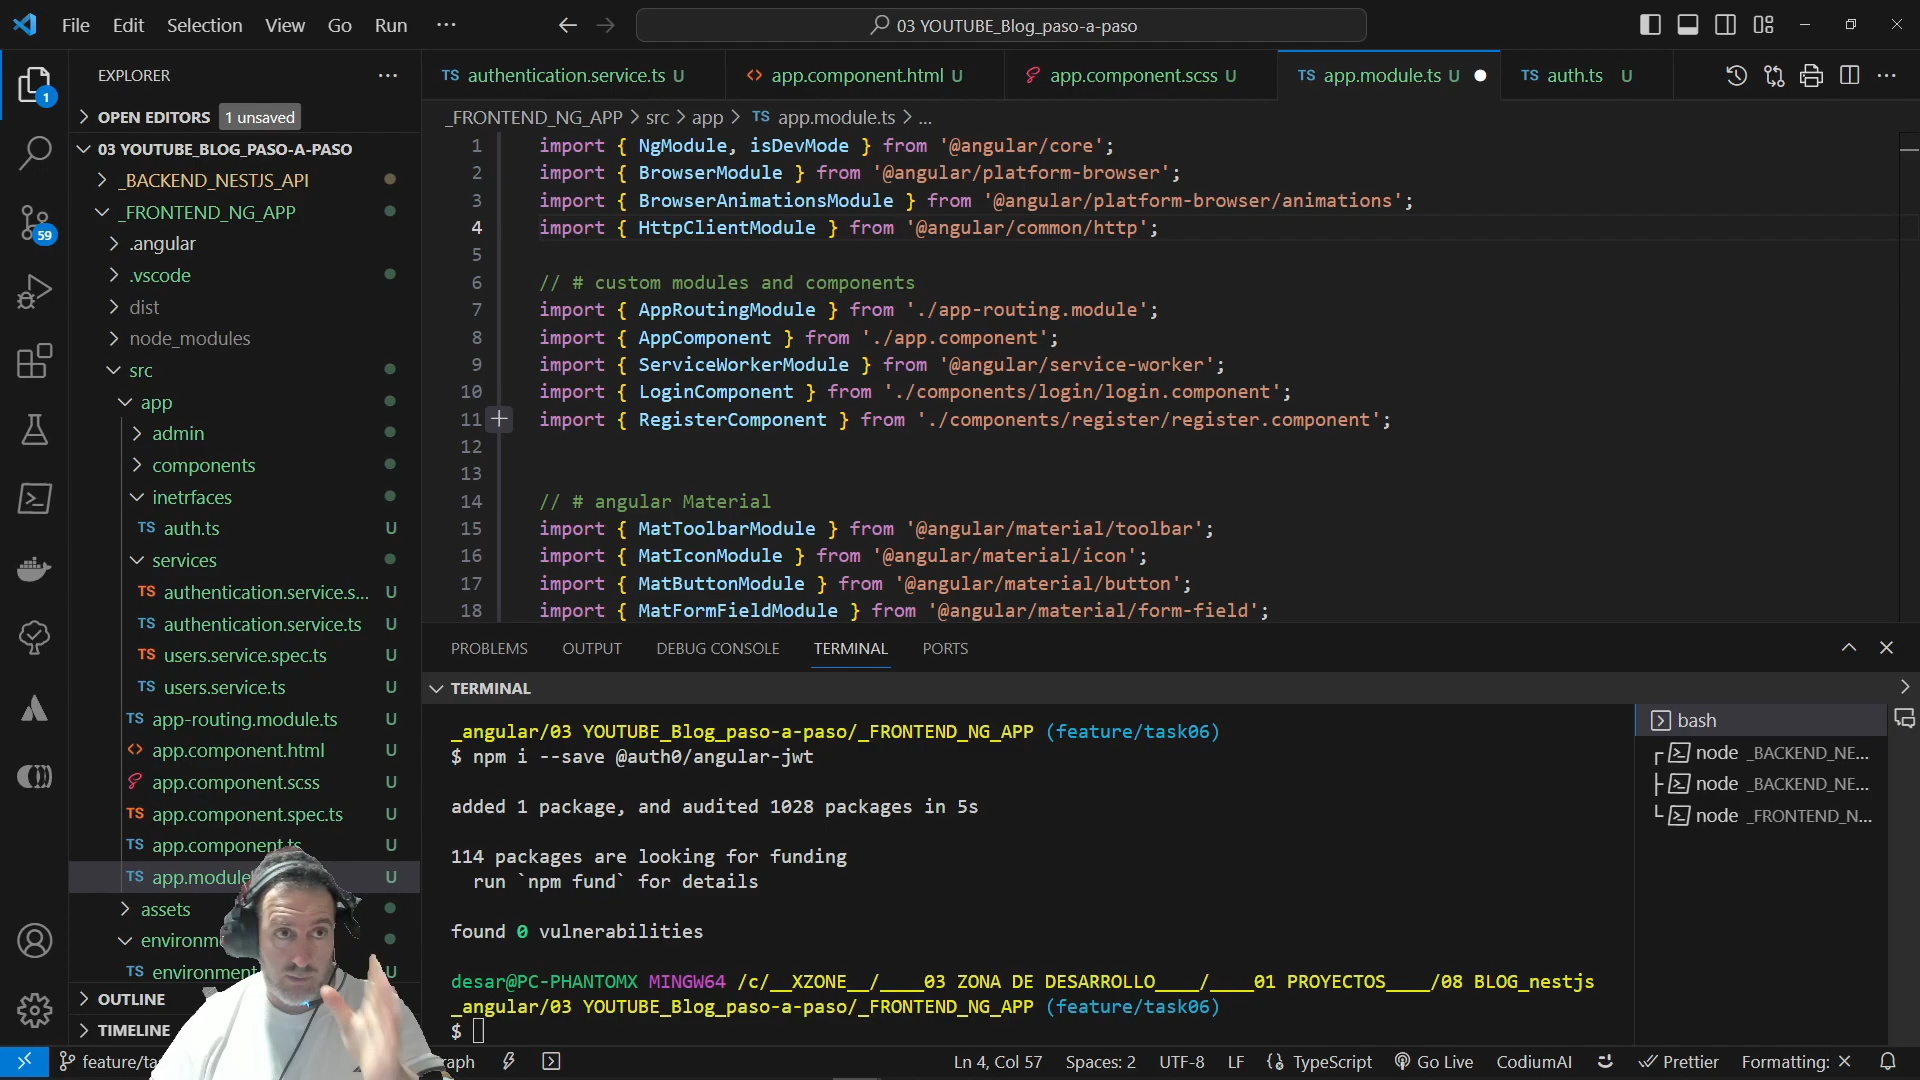 File Edit Selection View Go Run ···
03 YOUTUBE_Blog_paso-a-paso
EXPLORER
OPEN EDITORS 1 unsaved
03 YOUTUBE_BLOG_PASO-A-PASO
_BACKEND_NESTJS_API
_FRONTEND_NG_APP
.angular
.vscode
dist
node_modules
src
app
admin
components
inetrfaces
TS auth.ts U
services
TS authentication.service.s... U
TS authentication.service.ts U
TS users.service.spec.ts U
TS users.service.ts U
TS app-routing.module.ts U
<> app.component.html U
app.component.scss U
TS app.component.spec.ts U
TS app.component.ts U
TS app.module U
assets
environm
TS environment U
OUTLINE
TIMELINE
1
59
TS authentication.service.ts U
<> app.component.html U
app.component.scss U
TS app.module.ts U
TS auth.ts U
_FRONTEND_NG_APP > src > app > TS app.module.ts > ...
1 import { NgModule, isDevMode } from '@angular/core';
2 import { BrowserModule } from '@angular/platform-browser';
3 import { BrowserAnimationsModule } from '@angular/platform-browser/animations';
4 import { HttpClientModule } from '@angular/common/http';
5
6 // # custom modules and components
7 import { AppRoutingModule } from './app-routing.module';
8 import { AppComponent } from './app.component';
9 import { ServiceWorkerModule } from '@angular/service-worker';
10 import { LoginComponent } from './components/login/login.component';
11 import { RegisterComponent } from './components/register/register.component';
12
13
14 // # angular Material
15 import { MatToolbarModule } from '@angular/material/toolbar';
16 import { MatIconModule } from '@angular/material/icon';
17 import { MatButtonModule } from '@angular/material/button';
18 import { MatFormFieldModule } from '@angular/material/form-field';
PROBLEMS OUTPUT DEBUG CONSOLE TERMINAL PORTS
TERMINAL
_angular/03 YOUTUBE_Blog_paso-a-paso/_FRONTEND_NG_APP (feature/task06)
$ npm i --save @auth0/angular-jwt
added 1 package, and audited 1028 packages in 5s
114 packages are looking for funding
run `npm fund` for details
found 0 vulnerabilities
desar@PC-PHANTOMX MINGW64 /c/__XZONE__/____03 ZONA DE DESARROLLO____/____01 PROYECTOS____/08 BLOG_nestjs
_angular/03 YOUTUBE_Blog_paso-a-paso/_FRONTEND_NG_APP (feature/task06)
$
bash
node _BACKEND_NE...
node _BACKEND_NE...
node _FRONTEND_N...
feature/ta
raph
Ln 4, Col 57 Spaces: 2 UTF-8 LF {} TypeScript Go Live CodiumAI Prettier Formatting: ×